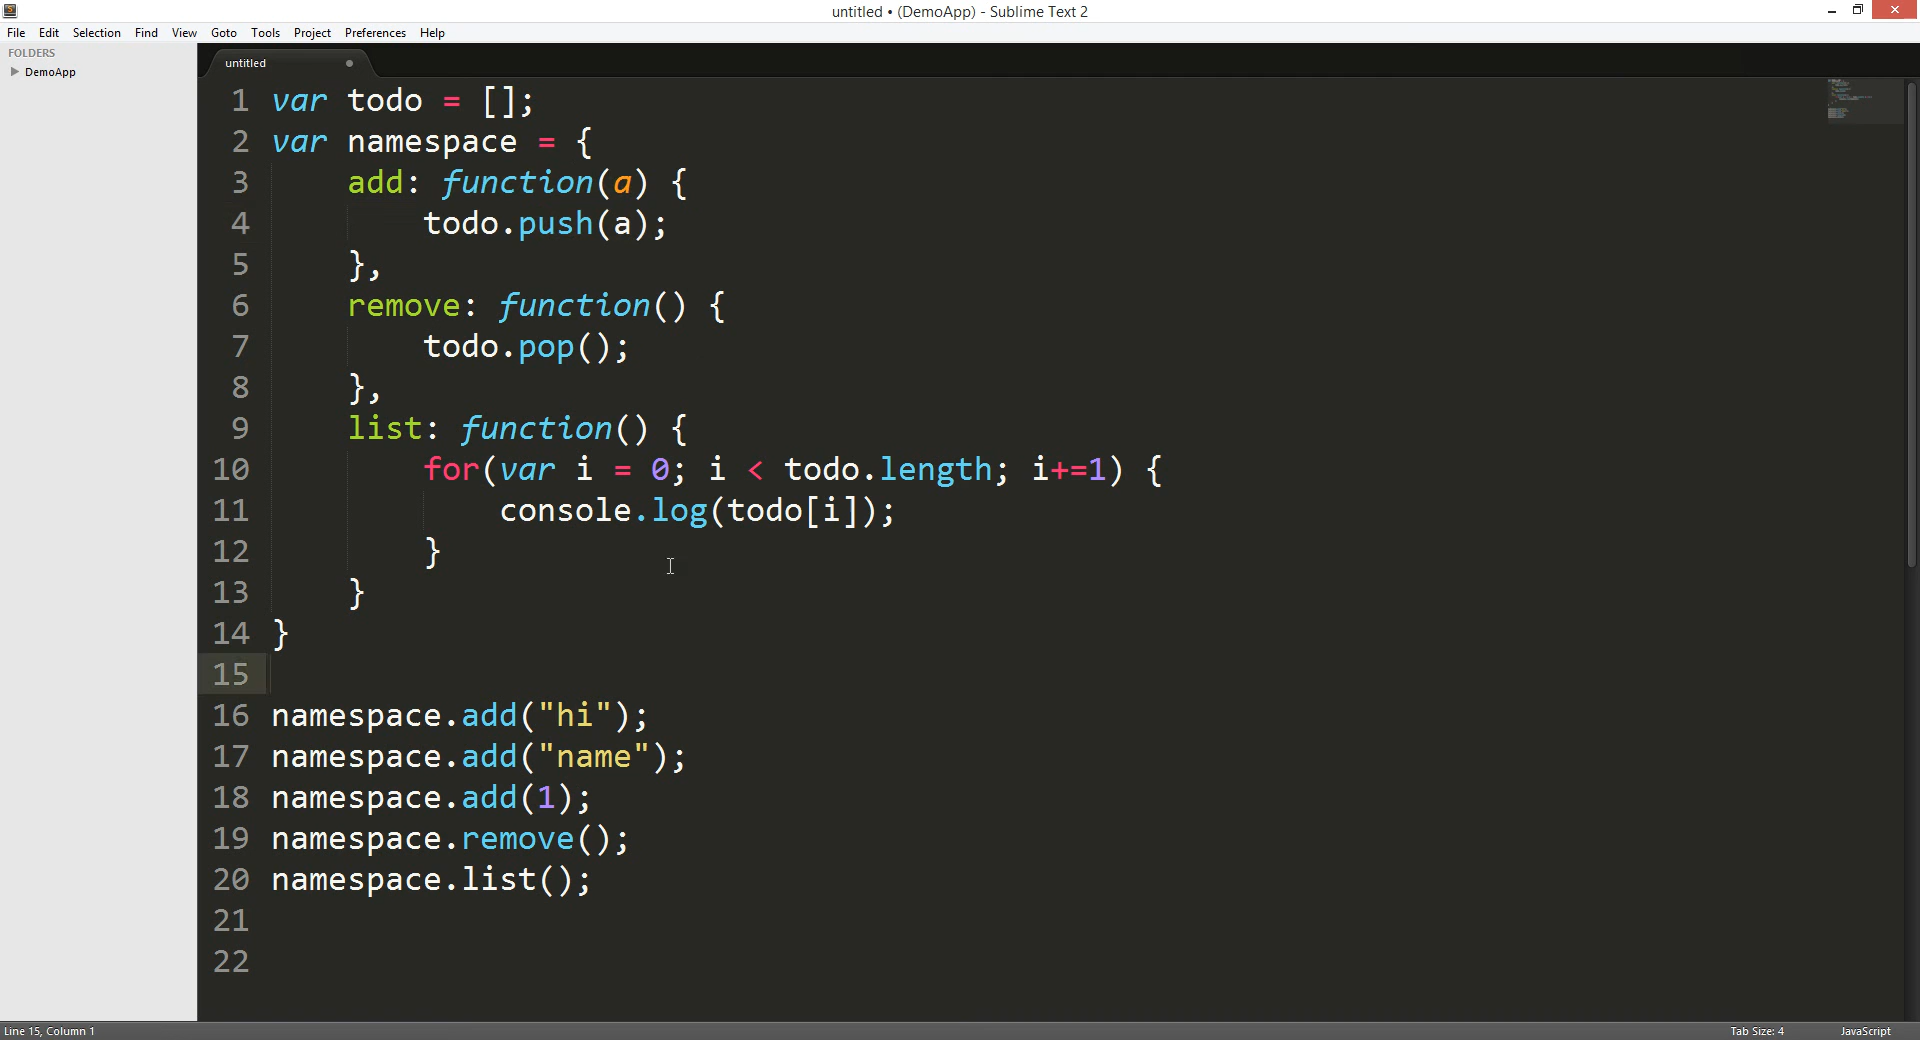 untitled • (DemoApp) - Sublime Text 2
File Edit Selection Find View Goto Tools Project Preferences Help
FOLDERS
DemoApp
untitled
1 var todo = [];
2 var namespace = {
3     add: function(a) {
4         todo.push(a);
5     },
6     remove: function() {
7         todo.pop();
8     },
9     list: function() {
10         for(var i = 0; i < todo.length; i+=1) {
11             console.log(todo[i]);
12         }
13     }
14 }
15
16 namespace.add("hi");
17 namespace.add("name");
18 namespace.add(1);
19 namespace.remove();
20 namespace.list();
21
22
Line 15, Column 1
Tab Size: 4
JavaScript